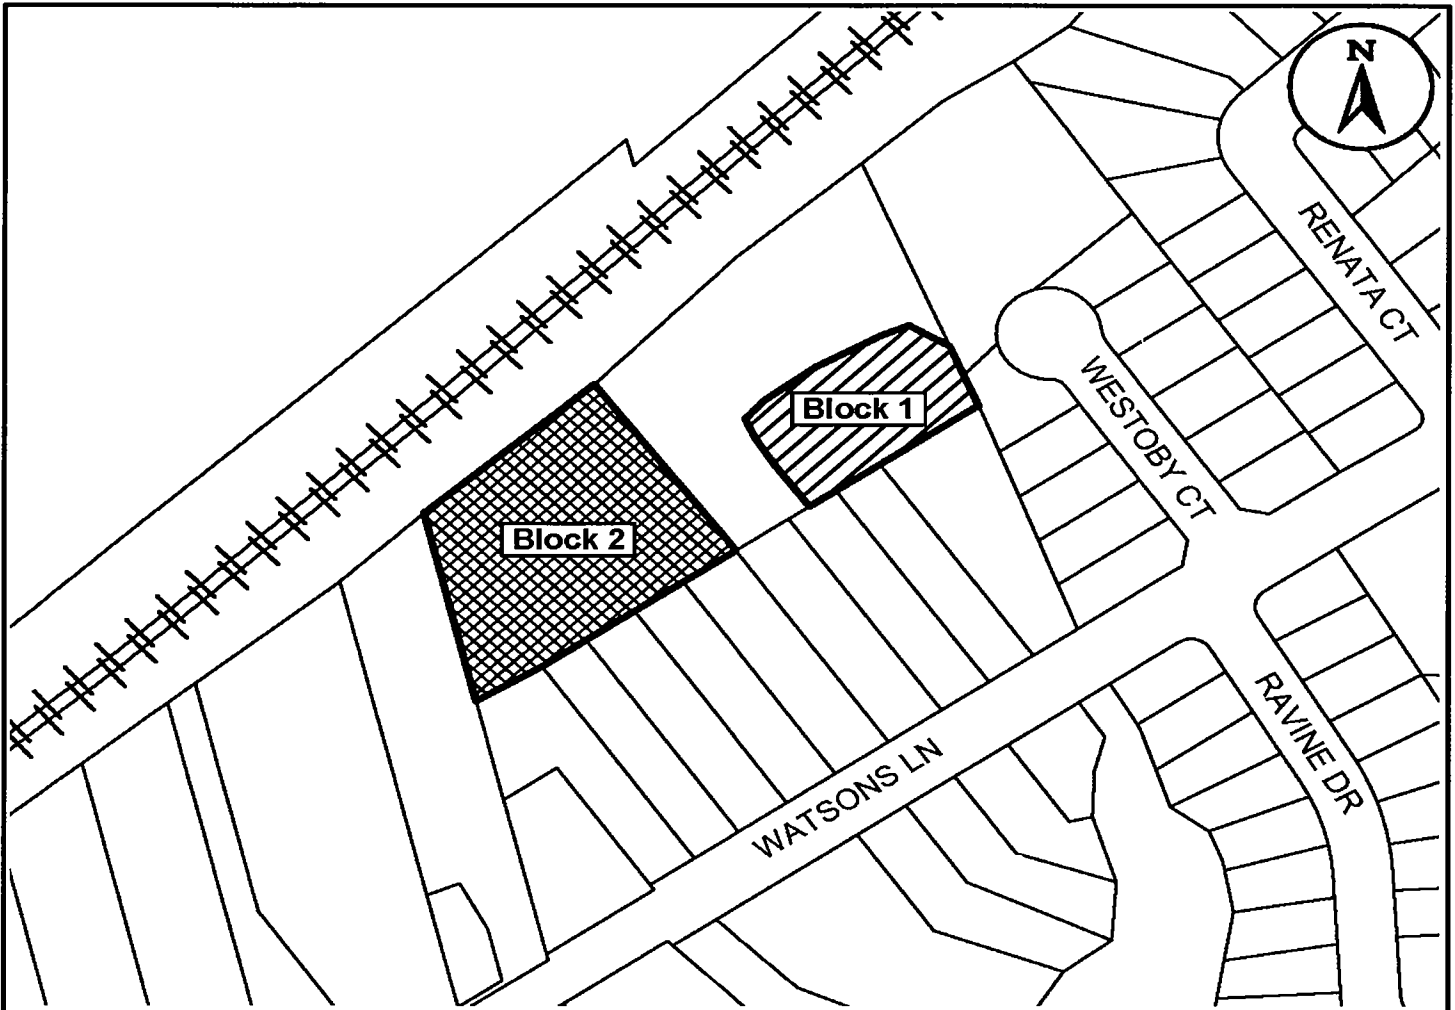 N
RENATA CT
Block 1
WESTOBY CT
Block 2
RAVINE DR
WATSONS LN